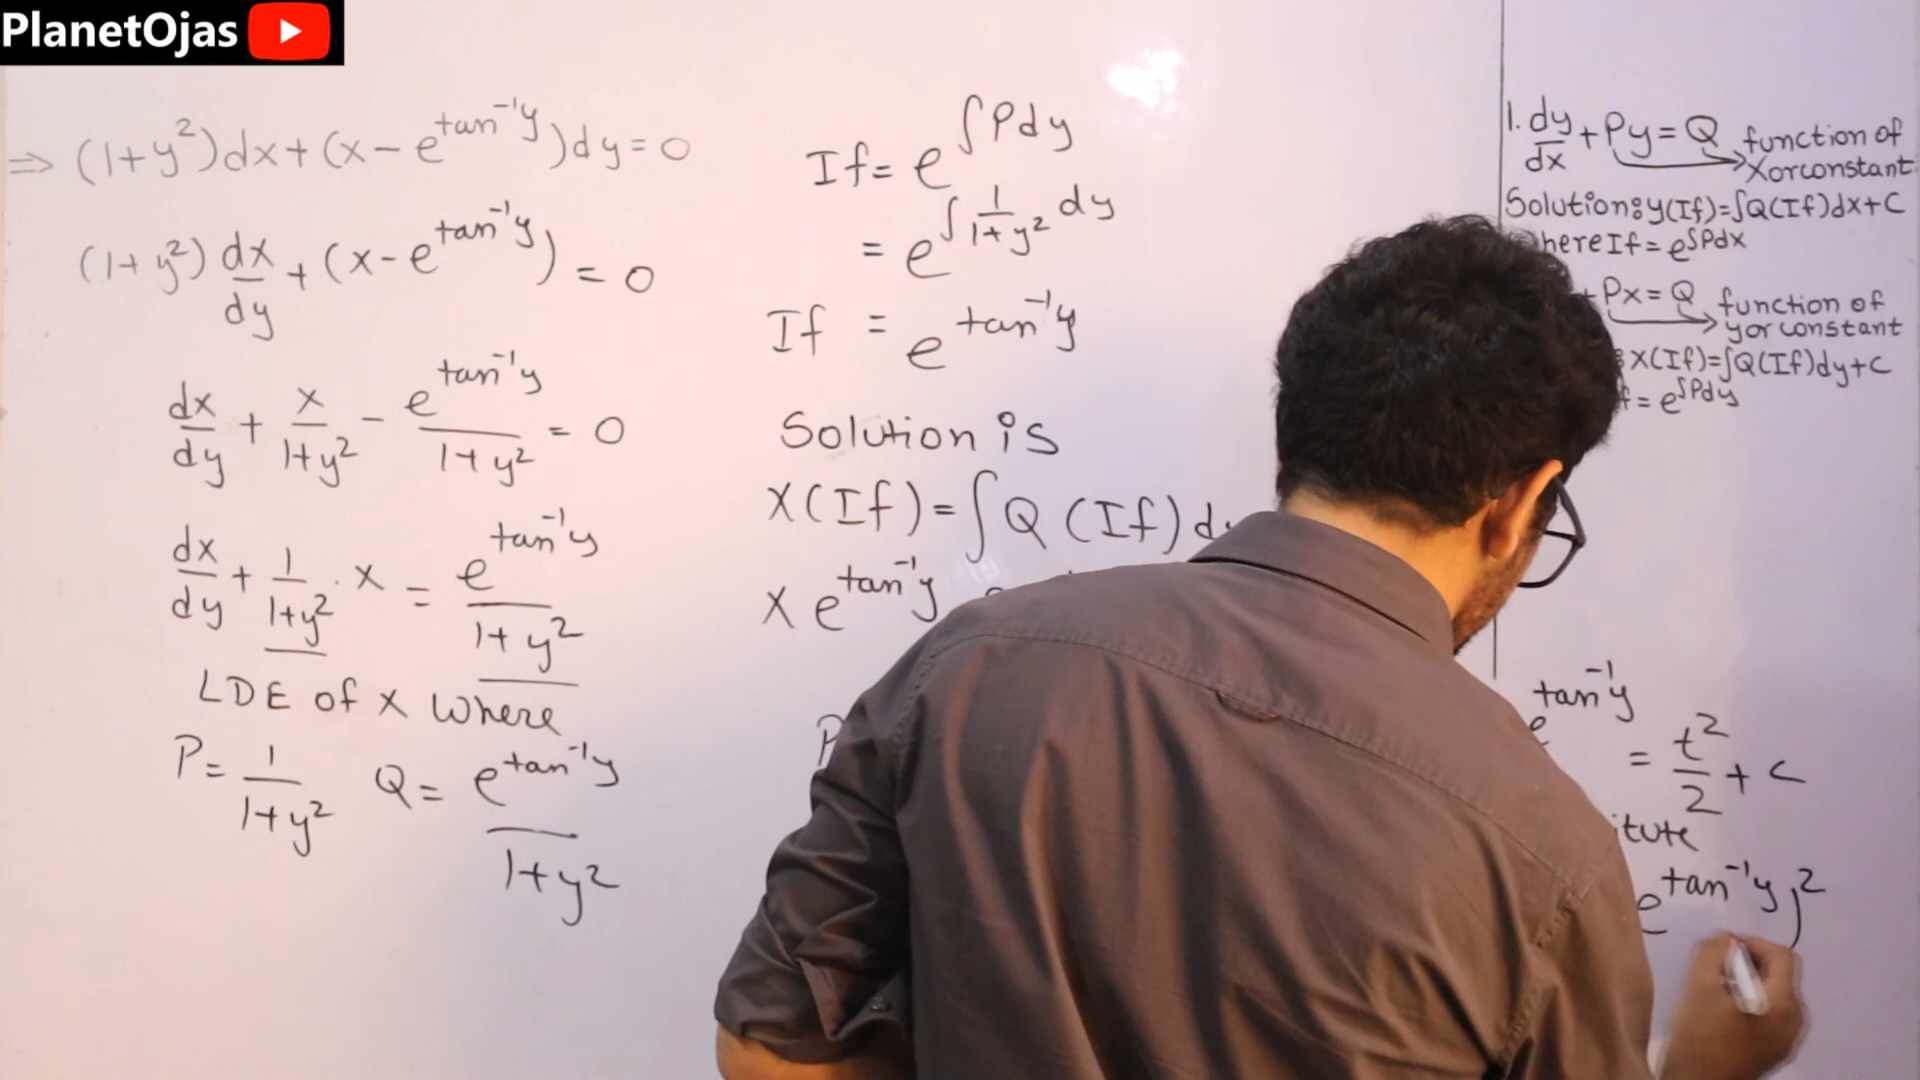 PlanetOjas
⇒ (1+y²)dx+(x-e^tan⁻¹y)dy=0
(1+y²) dx/dy + (x-e^tan⁻¹y) = 0
dx/dy + x/1+y² - e^tan⁻¹y/1+y² = 0
dx/dy + 1/1+y² . x = e^tan⁻¹y/1+y²
LDE of x where
P= 1/1+y² Q= e^tan⁻¹y/1+y²
If= e^∫Pdy
= e^∫1/1+y² dy
If = e^tan⁻¹y
Solution is
X(If)=∫Q(If)dy
X e^tan⁻¹y
P
1. dy/dx + Py = Q function of
X or constant
Solution: y(If)=∫Q(If)dx+C
here If = e^∫Pdx
+ Px = Q function of
y or constant
: X(If)=∫Q(If)dy+C
f = e^∫Pdy
e^tan⁻¹y
= t²/2 + c
itute
e^tan⁻¹y)²